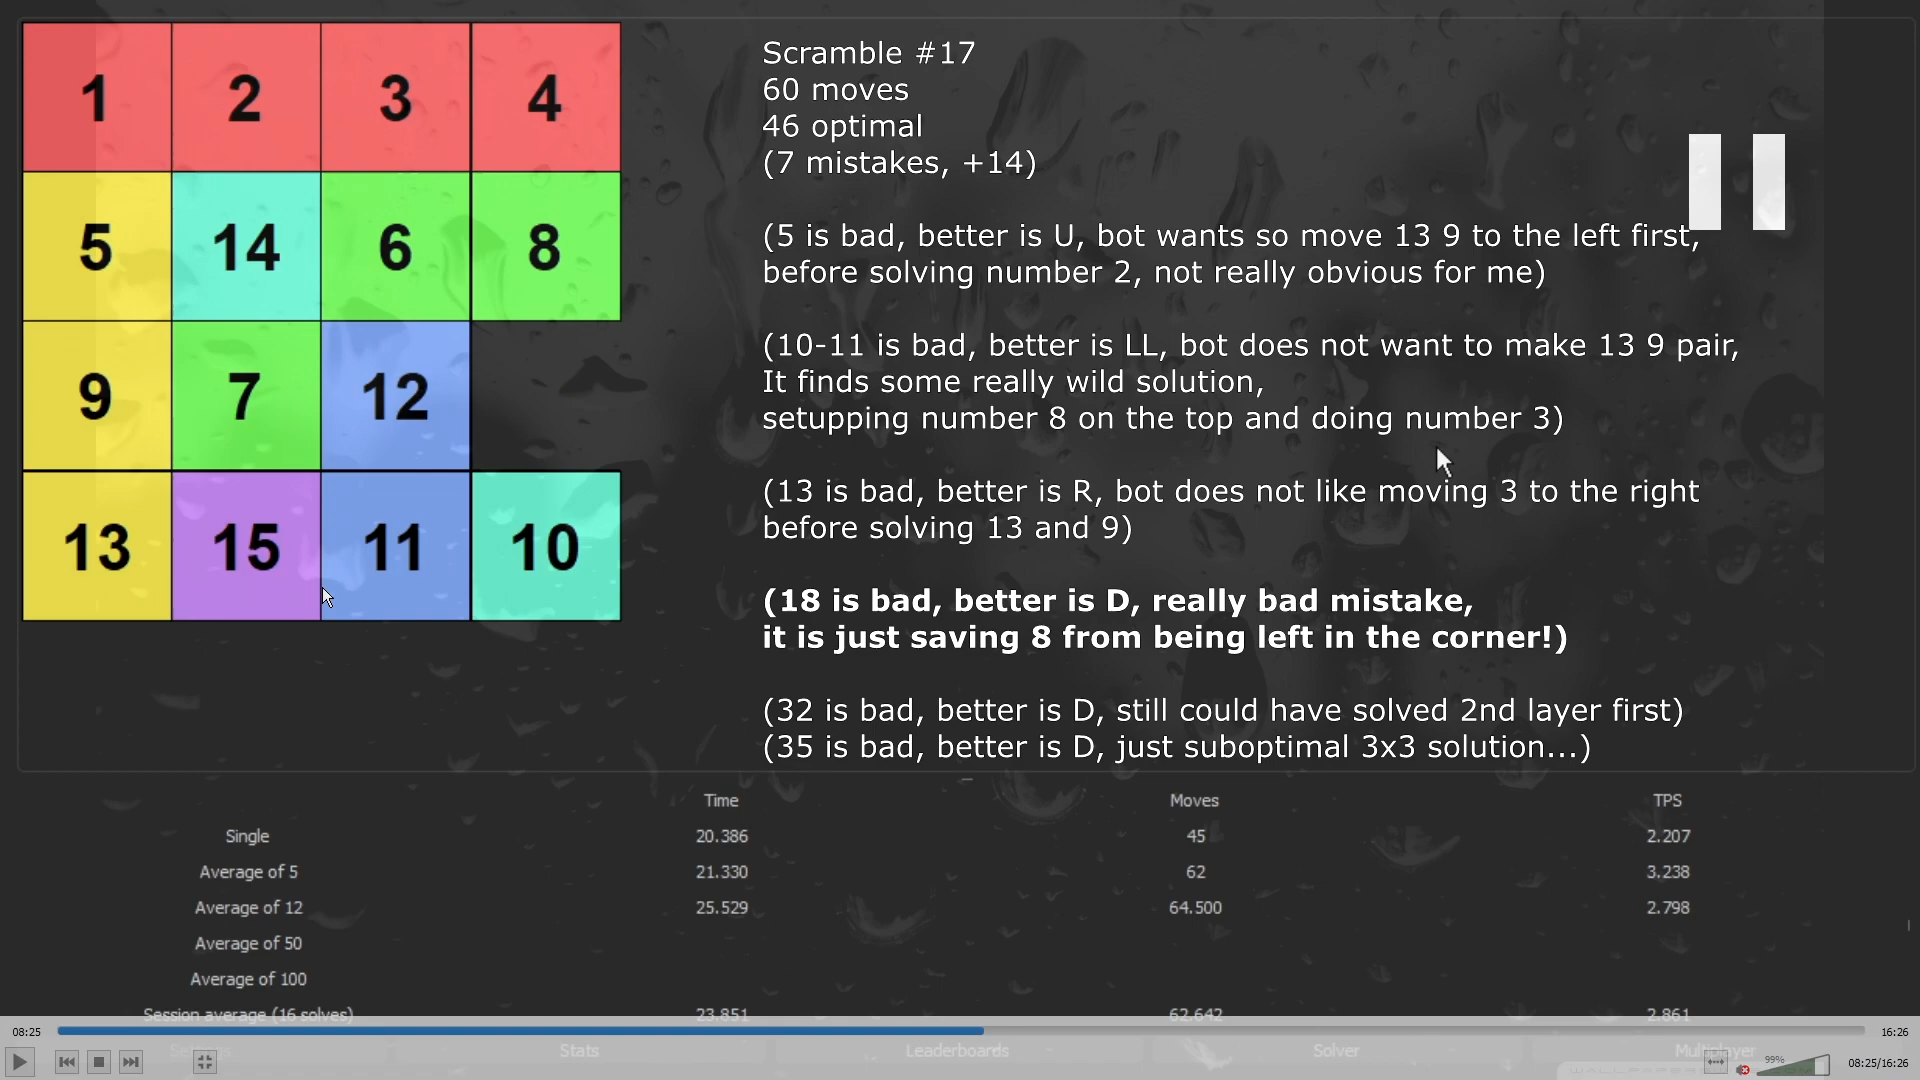 1 2 3 4
5 14 6 8
9 7 12
13 15 11 10
Scramble #17
60 moves
46 optimal
(7 mistakes, +14)
(5 is bad, better is U, bot wants so move 13 9 to the left first,
before solving number 2, not really obvious for me)
(10-11 is bad, better is LL, bot does not want to make 13 9 pair,
It finds some really wild solution,
setupping number 8 on the top and doing number 3)
(13 is bad, better is R, bot does not like moving 3 to the right
before solving 13 and 9)
(18 is bad, better is D, really bad mistake,
it is just saving 8 from being left in the corner!)
(32 is bad, better is D, still could have solved 2nd layer first)
(35 is bad, better is D, just suboptimal 3x3 solution...)
Time Moves TPS
Single 20.386 45 2.207
Average of 5 21.330 62 3.238
Average of 12 25.529 64.500 2.798
Average of 50
Average of 100
Session average (16 solves) 23.851 62.642 2.861
08:25 16:26
Settings Stats Leaderboards Solver Multiplayer
99% 08:25/16:26